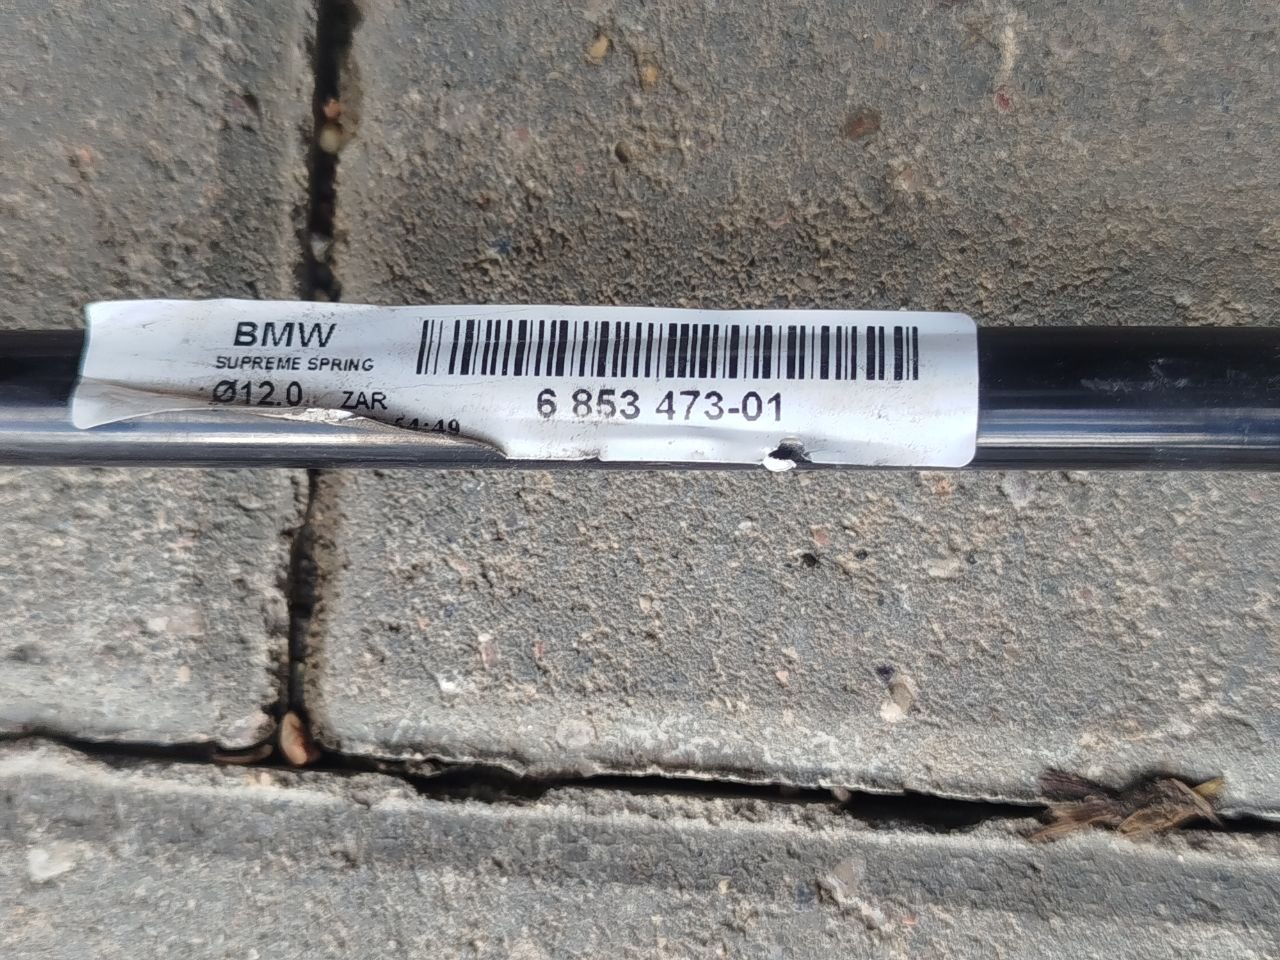 BMW
SUPREME SPRING
Ø12.0 ZAR
6 853 473-01